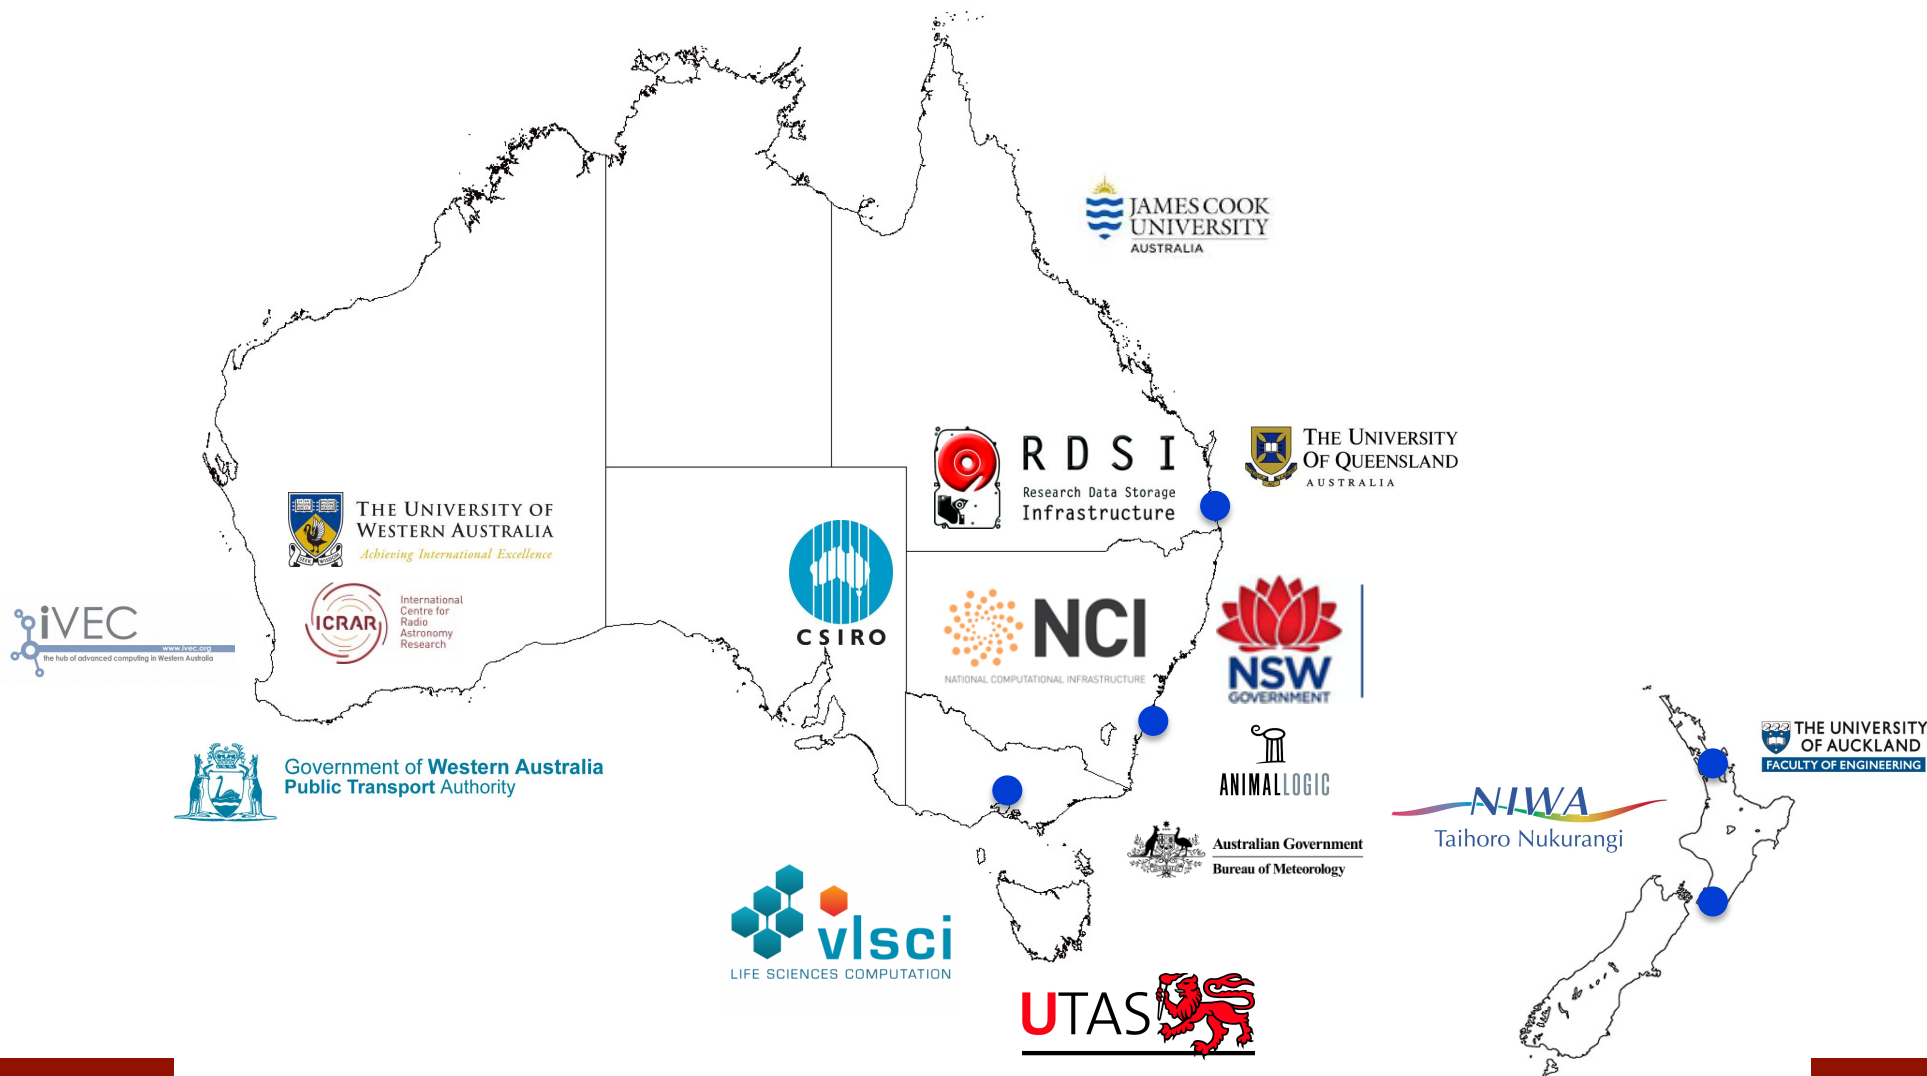 JAMES COOK
UNIVERSITY
AUSTRALIA
RDSI
Research Data Storage
Infrastructure
THE UNIVERSITY
OF QUEENSLAND
AUSTRALIA
THE UNIVERSITY OF
WESTERN AUSTRALIA
Achieving International Excellence
SEEK WISDOM
CSIRO
ICRAR
International
Centre for
Radio
Astronomy
Research
iVEC
www.ivec.org
the hub of advanced computing in Western Australia
NCI
NATIONAL COMPUTATIONAL INFRASTRUCTURE
NSW
GOVERNMENT
Government of Western Australia
Public Transport Authority
ANIMALLOGIC
THE UNIVERSITY
OF AUCKLAND
FACULTY OF ENGINEERING
NIWA
Taihoro Nukurangi
Australian Government
Bureau of Meteorology
vlsci
LIFE SCIENCES COMPUTATION
UTAS